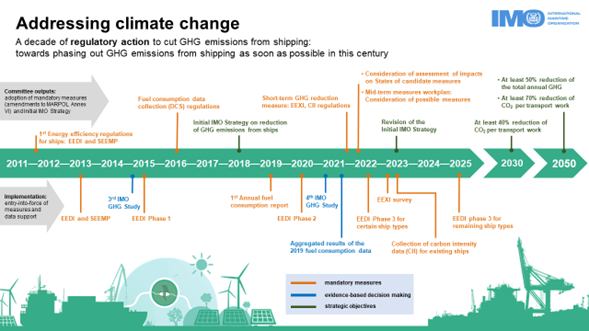 Addressing climate change
IMO
INTERNATIONAL
MARITIME
ORGANIZATION
A decade of regulatory action to cut GHG emissions from shipping:
towards phasing out GHG emissions from shipping as soon as possible in this century
Committee outputs:
adoption of mandatory measures
(amendments to MARPOL Annex
VI) and Initial IMO Strategy
1st Energy efficiency regulations
for ships: EEDI and SEEMP
Fuel consumption data
collection (DCS) regulations
Initial IMO Strategy on
reduction of GHG emissions from ships
Short-term GHG reduction
measure: EEXI, CII regulations
• Consideration of assessment of impacts
on States of candidate measures
• Mid-term measures workplan:
Consideration of possible measures
Revision of the
Initial IMO Strategy
At least 40% reduction of
CO2 per transport work
• At least 50% reduction of
the total annual GHG
• At least 70% reduction of
CO2 per transport work
2011—2012—2013—2014—2015—2016—2017—2018—2019—2020—2021—2022—2023—2024—2025
2030
2050
Implementation:
entry-into-force of
measures and
data support
EEDI and SEEMP
3rd IMO
GHG Study
EEDI Phase 1
1st Annual fuel
consumption report
EEDI Phase 2
4th IMO
GHG Study
Aggregated results of the
2019 fuel consumption data
EEDI Phase 3 for
certain ship types
EEXI survey
Collection of carbon intensity
data (CII) for existing ships
EEDI phase 3 for
remaining ship types
mandatory measures
evidence-based decision making
strategic objectives